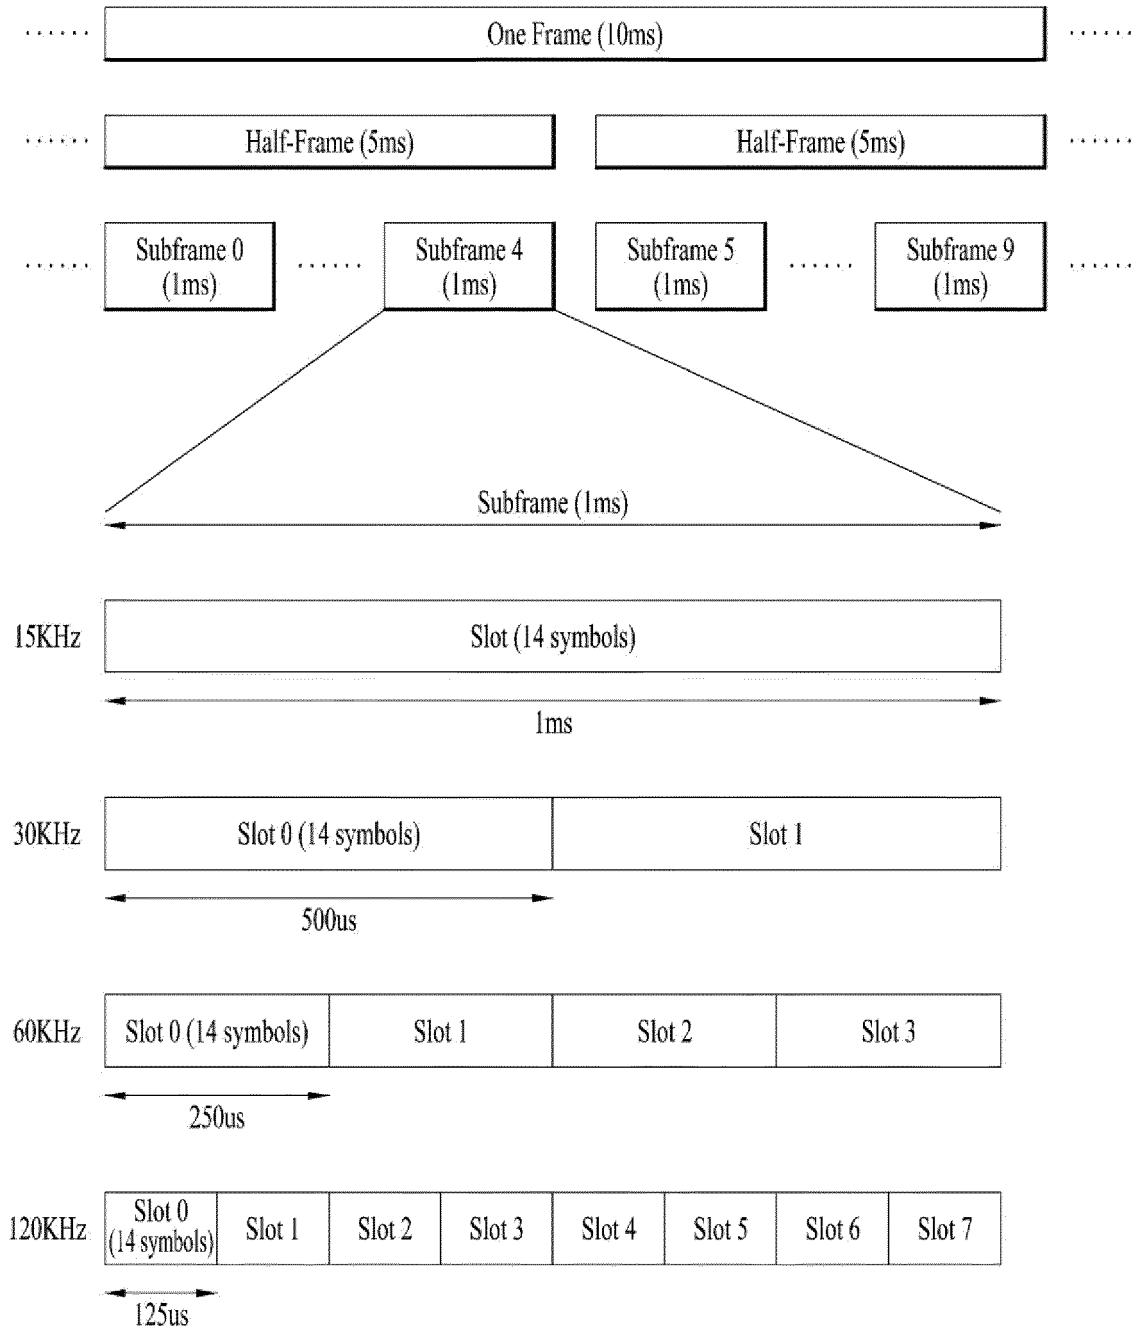 ...... One Frame (10ms) ......
...... Half-Frame (5ms) Half-Frame (5ms) ......
...... Subframe 0 (1ms) ...... Subframe 4 (1ms) Subframe 5 (1ms) ...... Subframe 9 (1ms) ......
Subframe (1ms)
15KHz Slot (14 symbols)
1ms
30KHz Slot 0 (14 symbols) Slot 1
500us
60KHz Slot 0 (14 symbols) Slot 1 Slot 2 Slot 3
250us
120KHz Slot 0 (14 symbols) Slot 1 Slot 2 Slot 3 Slot 4 Slot 5 Slot 6 Slot 7
125us